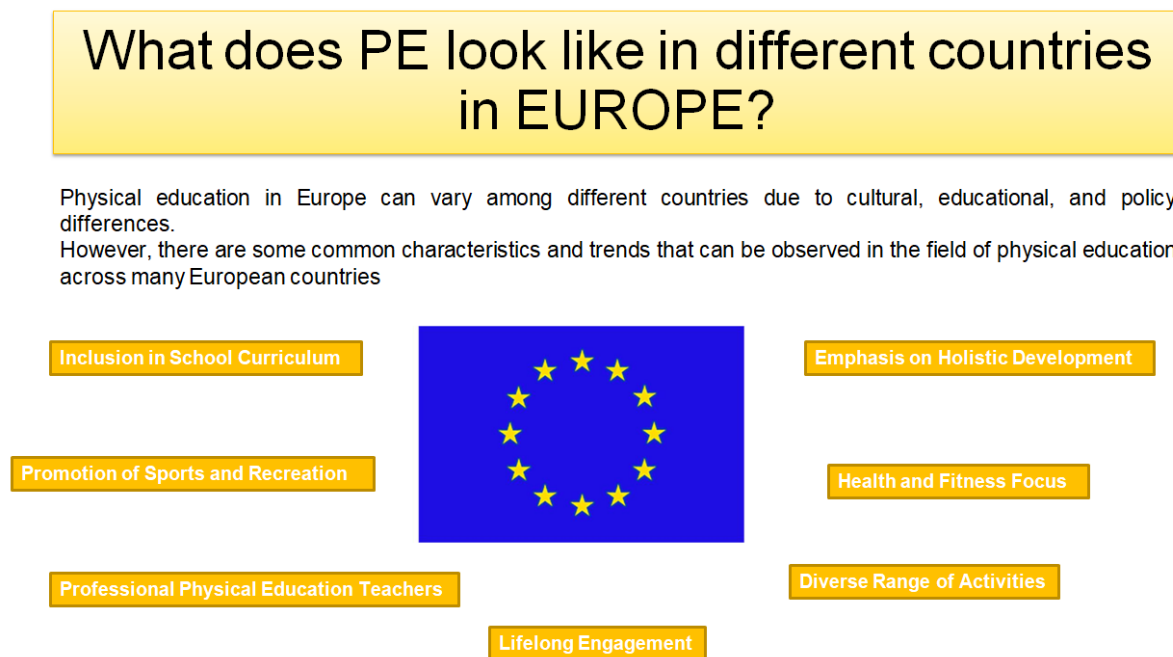 What does PE look like in different countries
in EUROPE?
Physical education in Europe can vary among different countries due to cultural, educational, and policy
differences.
However, there are some common characteristics and trends that can be observed in the field of physical education
across many European countries
Inclusion in School Curriculum
Emphasis on Holistic Development
Promotion of Sports and Recreation
Health and Fitness Focus
Professional Physical Education Teachers
Diverse Range of Activities
Lifelong Engagement